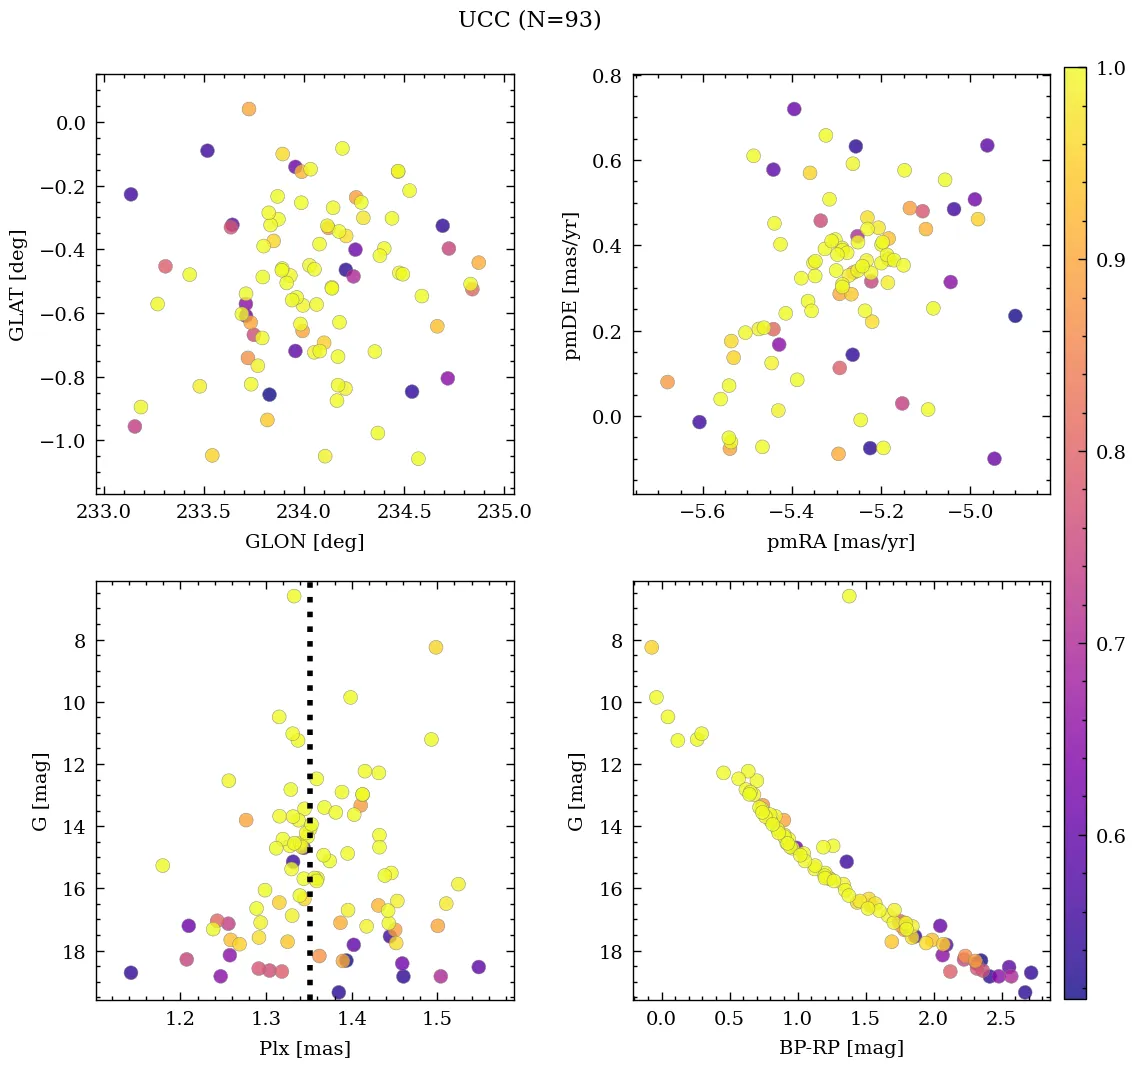 UCC (N=93)
0.0
−0.2
−0.4
−0.6
−0.8
−1.0
GLAT [deg]
233.0 233.5 234.0 234.5 235.0
GLON [deg]
0.8
0.6
0.4
0.2
0.0
pmDE [mas/yr]
−5.6 −5.4 −5.2 −5.0
pmRA [mas/yr]
1.0
0.9
0.8
0.7
0.6
8
10
12
14
16
18
G [mag]
1.2 1.3 1.4 1.5
Plx [mas]
8
10
12
14
16
18
G [mag]
0.0 0.5 1.0 1.5 2.0 2.5
BP-RP [mag]